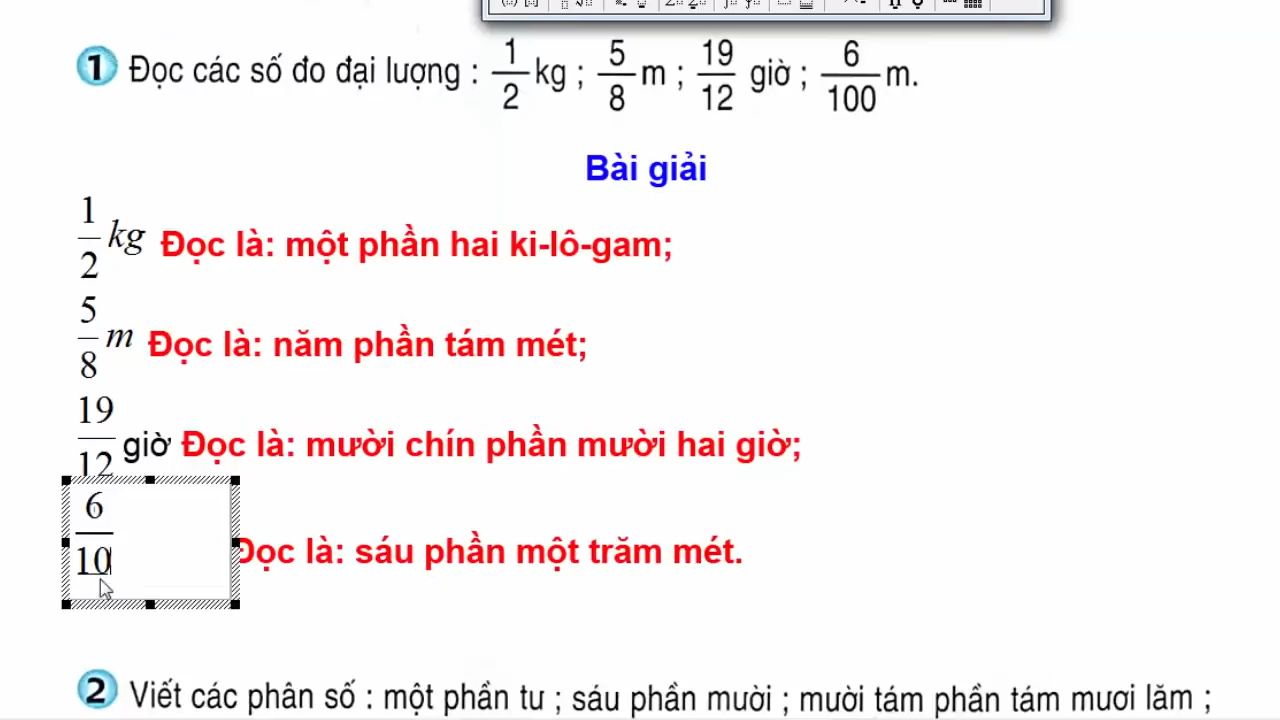 1 Đọc các số đo đại lượng : 1/2 kg ; 5/8 m ; 19/12 giờ ; 6/100 m.
Bài giải
1/2 kg Đọc là: một phần hai ki-lô-gam;
5/8 m Đọc là: năm phần tám mét;
19/12 giờ Đọc là: mười chín phần mười hai giờ;
6/10 Đọc là: sáu phần một trăm mét.
2 Viết các phân số : một phần tư ; sáu phần mười ; mười tám phần tám mươi lăm ;